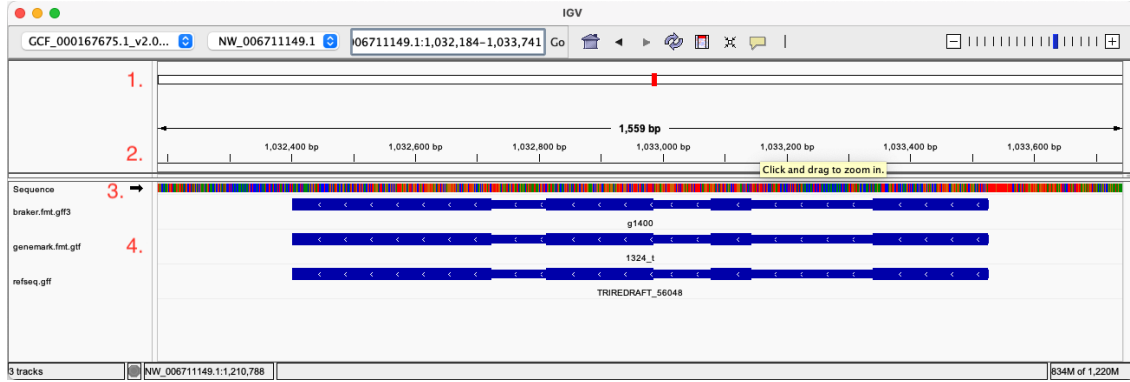 IGV
GCF_000167675.1_v2.0... NW_006711149.1 )06711149.1:1,032,184-1,033,741 Go
1.
1,559 bp
1,032,400 bp 1,032,600 bp 1,032,800 bp 1,033,000 bp 1,033,200 bp 1,033,400 bp 1,033,600 bp
2.
Click and drag to zoom in.
Sequence 3.
braker.fmt.gff3
g1400
genemark.fmt.gtf 4.
1324_t
refseq.gff
TRIREDRAFT_56048
3 tracks NW_006711149.1:1,210,788 834M of 1,220M